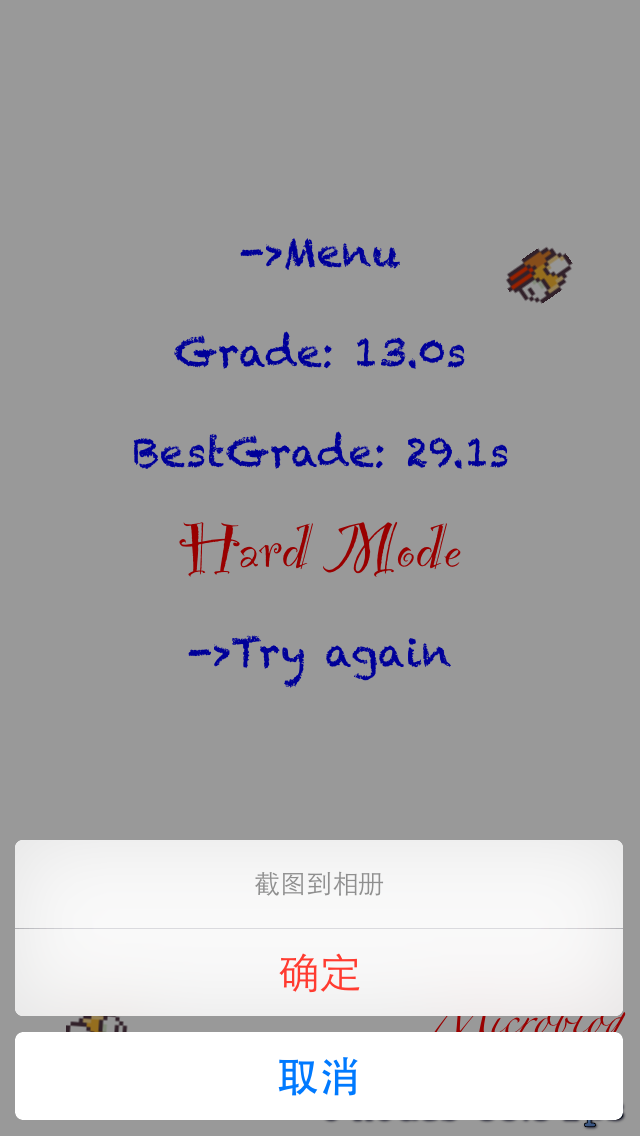 ->Menu
Grade: 13.0s
BestGrade: 29.1s
Hard Mode
->Try again
截图到相册
确定
Microblog
取消